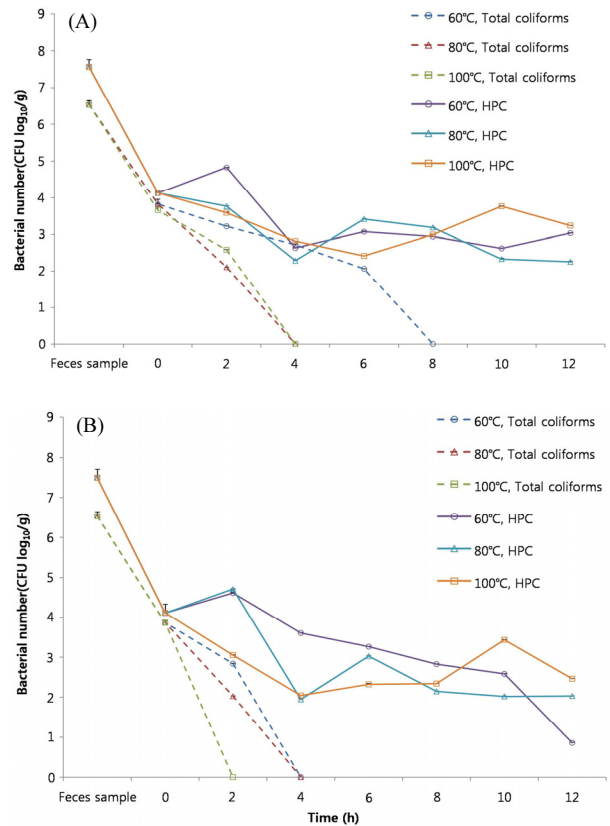 (A)
Bacterial number(CFU log10/g)
9
8
7
6
5
4
3
2
1
0
Feces sample 0 2 4 6 8 10 12
60℃, Total coliforms
80℃, Total coliforms
100℃, Total coliforms
60℃, HPC
80℃, HPC
100℃, HPC
(B)
Bacterial number(CFU log10/g)
9
8
7
6
5
4
3
2
1
0
Feces sample 0 2 4 6 8 10 12
Time (h)
60℃, Total coliforms
80℃, Total coliforms
100℃, Total coliforms
60℃, HPC
80℃, HPC
100℃, HPC